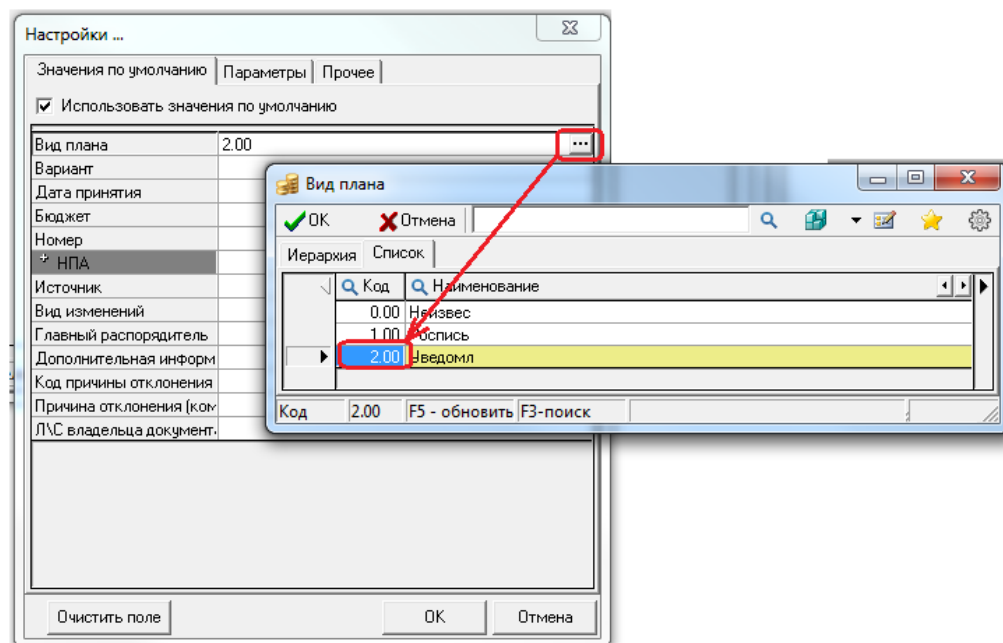 Настройки ...
Значения по умолчанию Параметры Прочее
Использовать значения по умолчанию
Вид плана 2.00 ...
Вариант
Дата принятия
Бюджет
Номер
+ НПА
Источник
Вид изменений
Главный распорядитель
Дополнительная информ
Код причины отклонения
Причина отклонения (ком
Л\С владельца документ.
Вид плана
OK Отмена
Иерархия Список
Код Наименование
0.00 Неизвес
1.00 Роспись
2.00 Уведомл
Код 2.00 F5 - обновить F3-поиск
Очистить поле OK Отмена